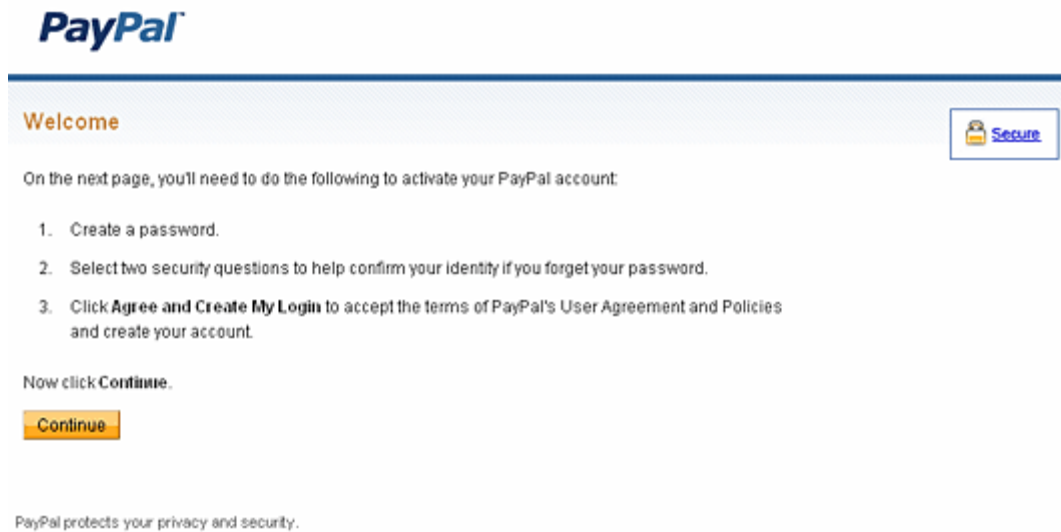 PayPal
Welcome
Secure
On the next page, you'll need to do the following to activate your PayPal account:
1. Create a password.
2. Select two security questions to help confirm your identity if you forget your password.
3. Click Agree and Create My Login to accept the terms of PayPal's User Agreement and Policies
and create your account.
Now click Continue.
Continue
PayPal protects your privacy and security.